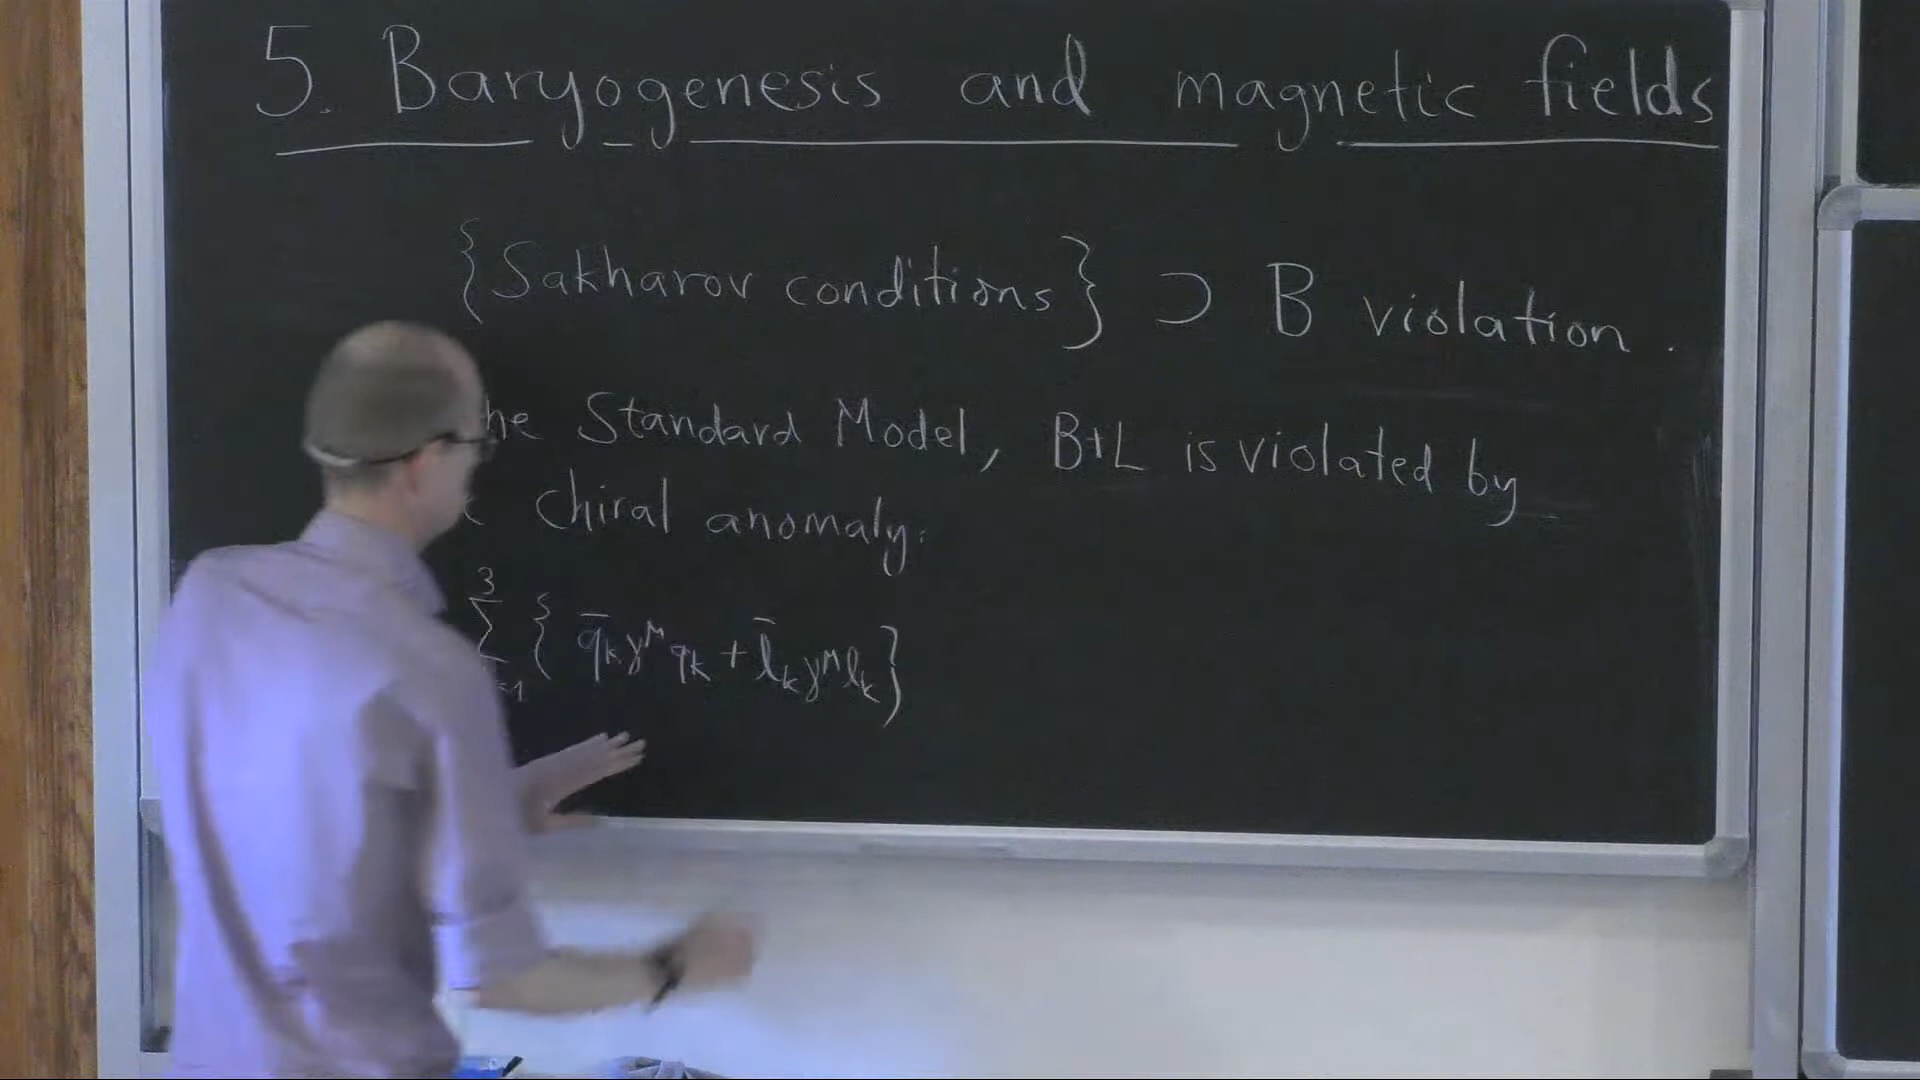 5. Baryogenesis and magnetic fields
{Sakharov conditions} ⊃ B violation.
he Standard Model, B+L is violated by
chiral anomaly.
3 ∑ =1 { q̄ₖγ^μ qₖ + l̄ₖγ^μ ℓₖ }